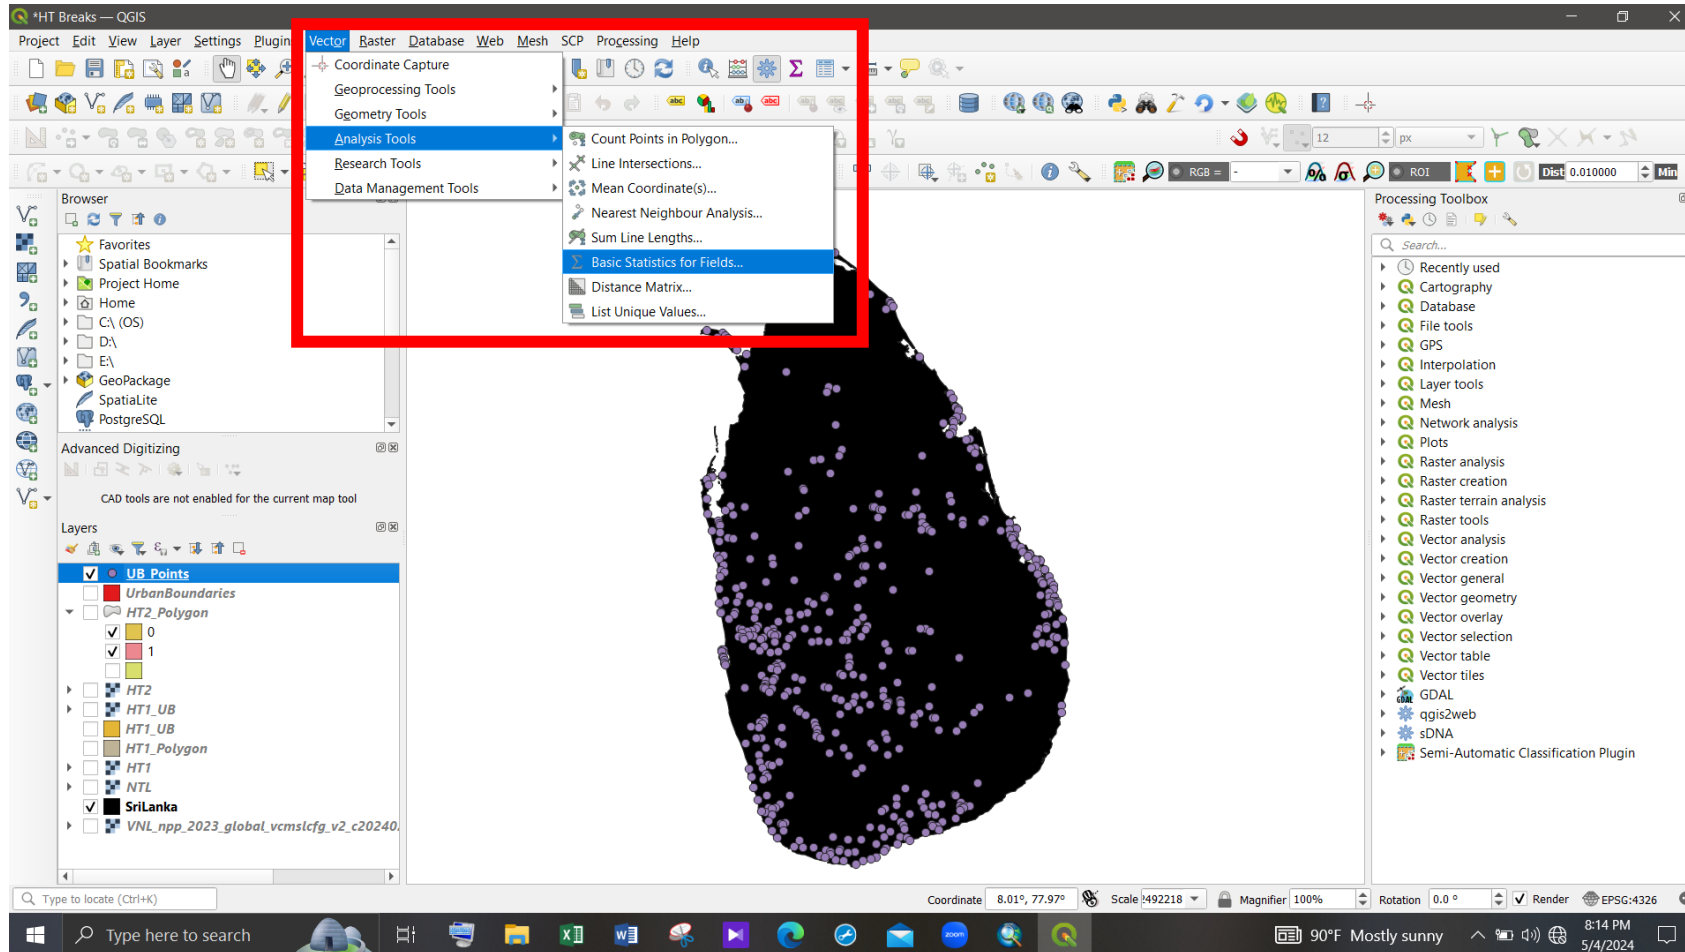 *HT Breaks — QGIS
Project Edit View Layer Settings Plugin Vector Raster Database Web Mesh SCP Processing Help
Coordinate Capture
Geoprocessing Tools
Geometry Tools
Analysis Tools
Research Tools
Data Management Tools
Count Points in Polygon...
Line Intersections...
Mean Coordinate(s)...
Nearest Neighbour Analysis...
Sum Line Lengths...
Basic Statistics for Fields...
Distance Matrix...
List Unique Values...
abc
ab
abc
12
px
RGB =
-
ROI
Dist 0.010000
Min
Browser
Favorites
Spatial Bookmarks
Project Home
Home
C:\ (OS)
D:\
E:\
GeoPackage
SpatiaLite
PostgreSQL
Advanced Digitizing
CAD tools are not enabled for the current map tool
Layers
UB_Points
UrbanBoundaries
HT2_Polygon
0
1
HT2
HT1_UB
HT1_UB
HT1_Polygon
HT1
NTL
SriLanka
VNL_npp_2023_global_vcmslcfg_v2_c20240
Processing Toolbox
Search...
Recently used
Cartography
Database
File tools
GPS
Interpolation
Layer tools
Mesh
Network analysis
Plots
Raster analysis
Raster creation
Raster terrain analysis
Raster tools
Vector analysis
Vector creation
Vector general
Vector geometry
Vector overlay
Vector selection
Vector table
Vector tiles
GDAL
qgis2web
sDNA
Semi-Automatic Classification Plugin
Type to locate (Ctrl+K)
Coordinate 8.01°, 77.97° Scale 492218 Magnifier 100% Rotation 0.0 ° Render EPSG:4326
Type here to search
zoom
90°F Mostly sunny
8:14 PM
5/4/2024